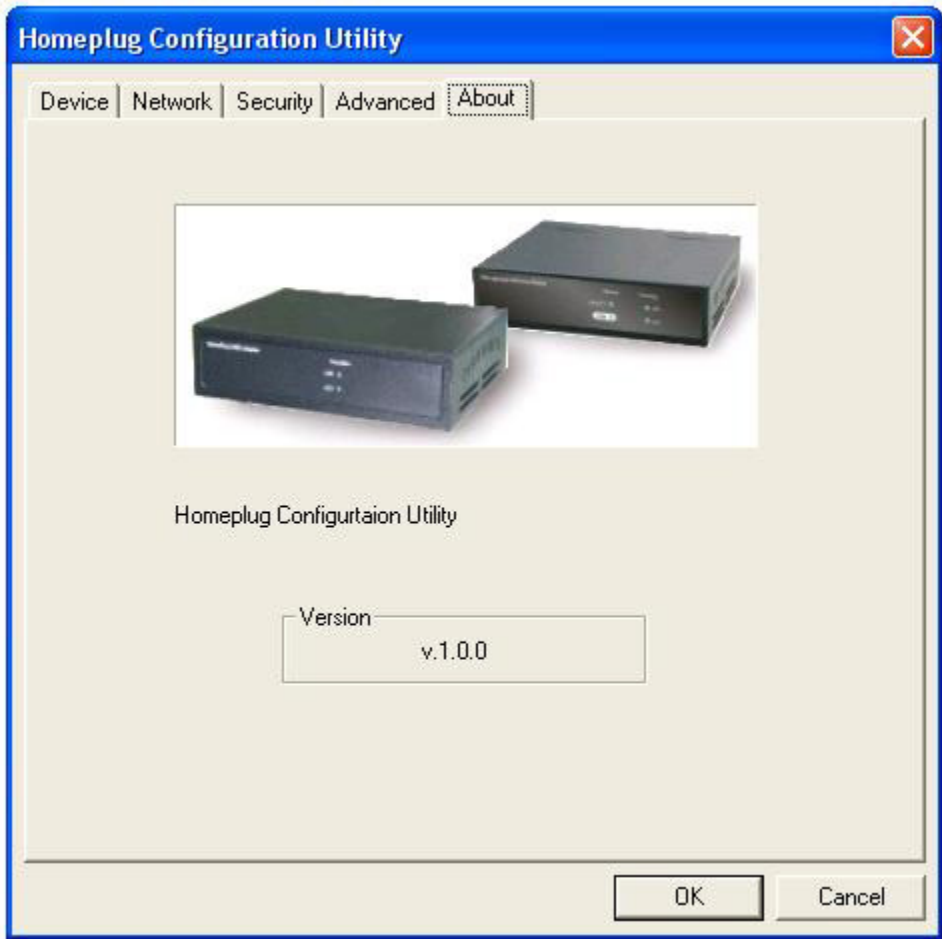 Homeplug Configuration Utility
Device Network Security Advanced About
Homeplug Configurtaion Utility
Version
v.1.0.0
OK Cancel